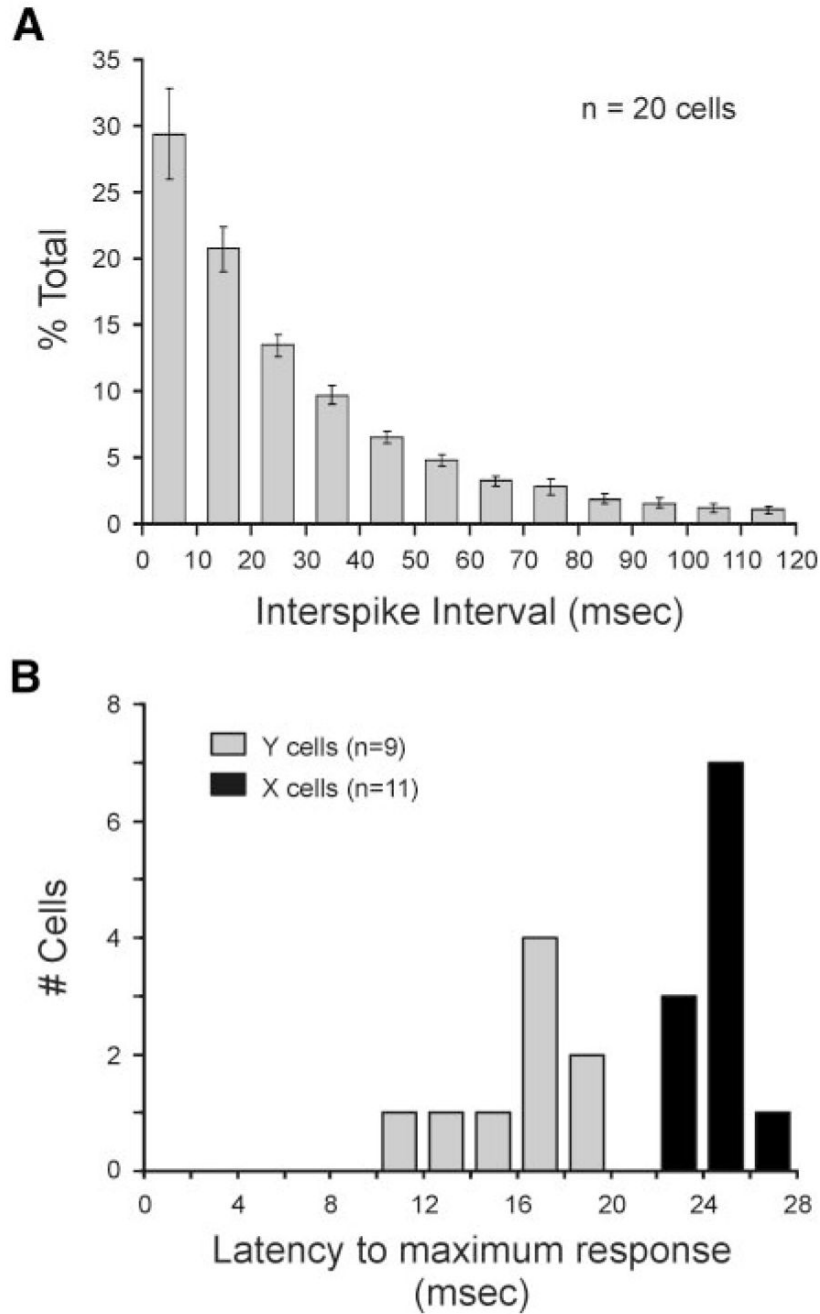 A
35
30
25
20
15
10
5
0
% Total
n = 20 cells
0 10 20 30 40 50 60 70 80 90 100 110 120
Interspike Interval (msec)
B
8
6
4
2
0
# Cells
Y cells (n=9)
X cells (n=11)
0 4 8 12 16 20 24 28
Latency to maximum response
(msec)